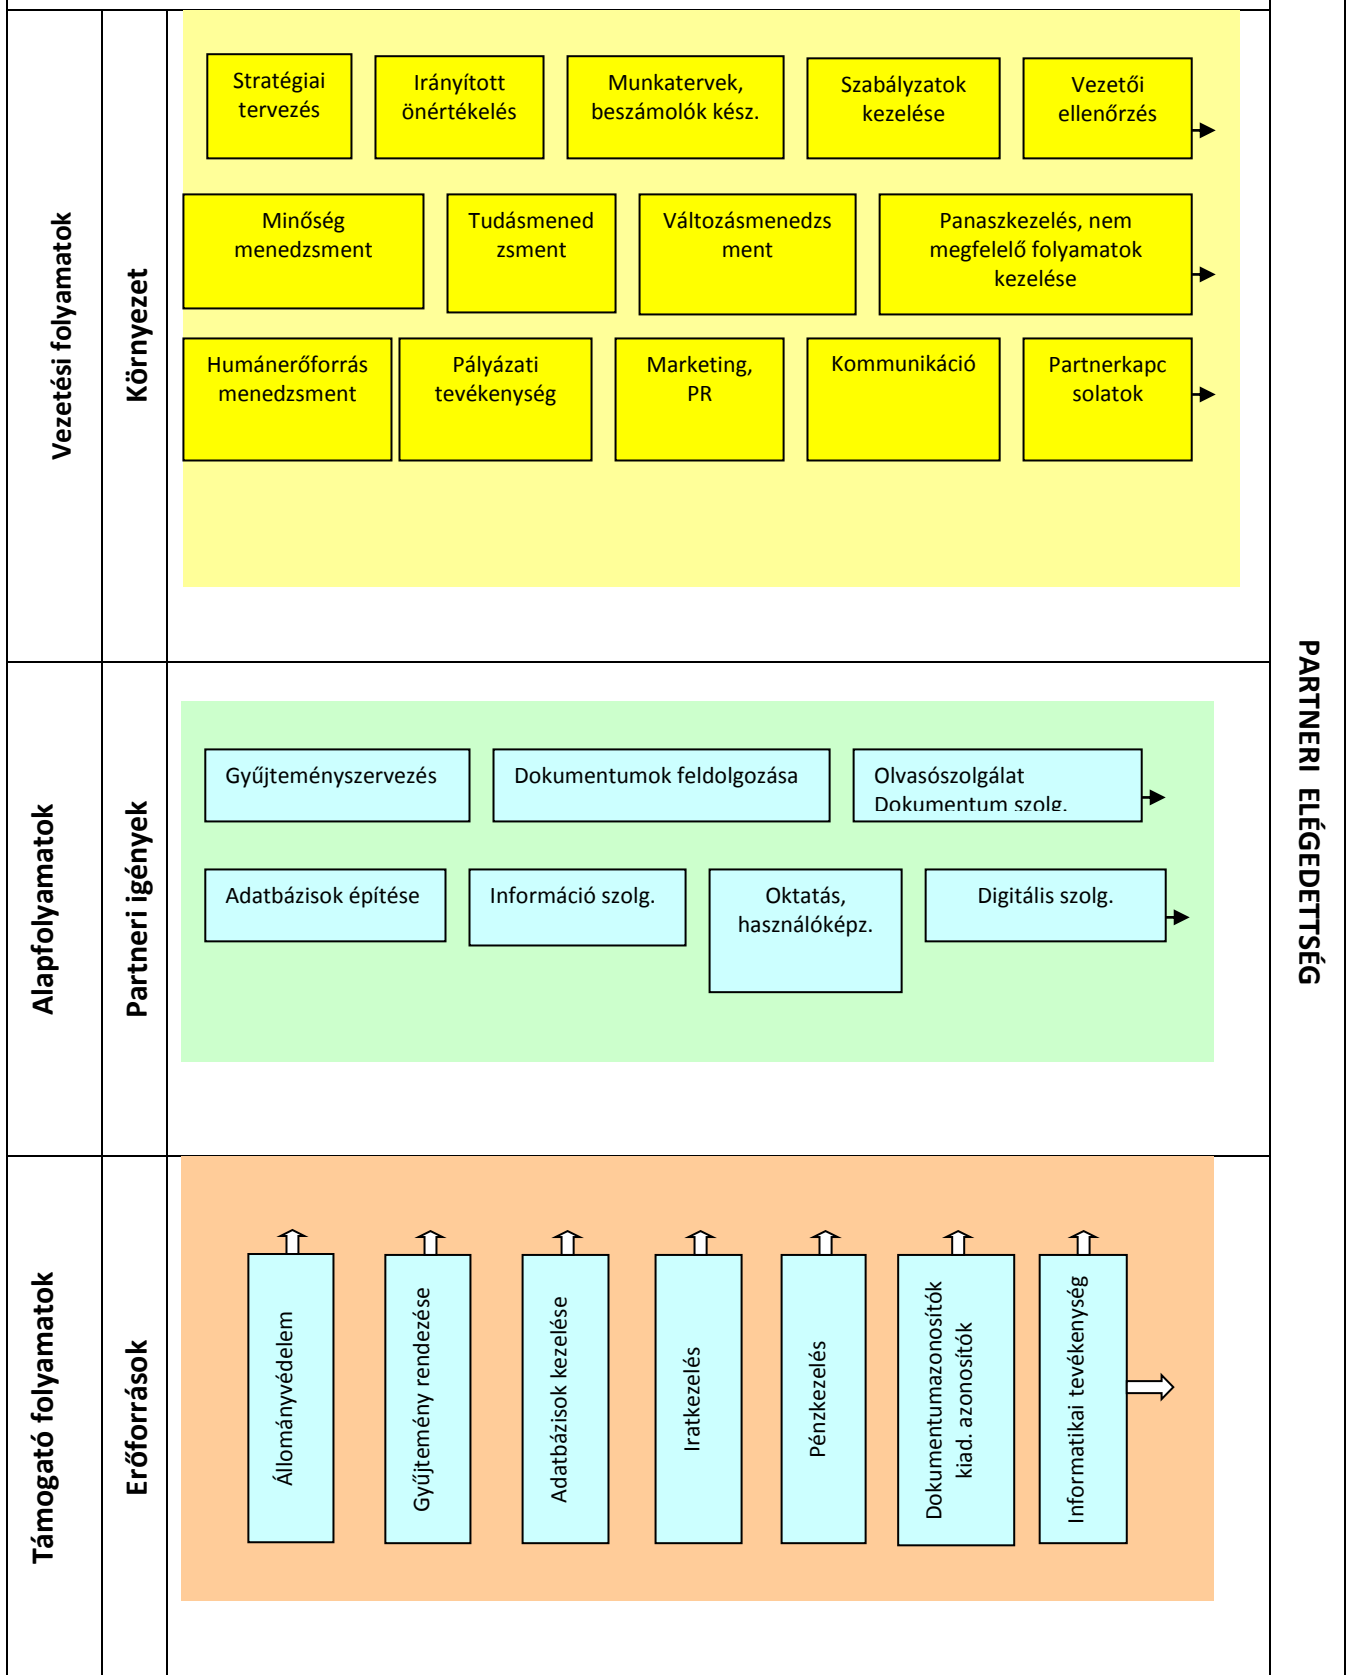 Vezetési folyamatok
Környezet
Stratégiai
tervezés
Irányított
önértékelés
Munkatervek,
beszámolók kész.
Szabályzatok
kezelése
Vezetői
ellenőrzés
Minőség
menedzsment
Tudásmened
zsment
Változásmenedzs
ment
Panaszkezelés, nem
megfelelő folyamatok
kezelése
Humánerőforrás
menedzsment
Pályázati
tevékenység
Marketing,
PR
Kommunikáció
Partnerkapc
solatok
Alapfolyamatok
Partneri igények
Gyűjteményszervezés
Dokumentumok feldolgozása
Olvasószolgálat
Dokumentum szolg.
Adatbázisok építése
Információ szolg.
Oktatás,
használóképz.
Digitális szolg.
Támogató folyamatok
Erőforrások
Állományvédelem
Gyűjtemény rendezése
Adatbázisok kezelése
Iratkezelés
Pénzkezelés
Dokumentumazonosítók
kiad. azonosítók
Informatikai tevékenység
PARTNERI ELÉGEDETTSÉG